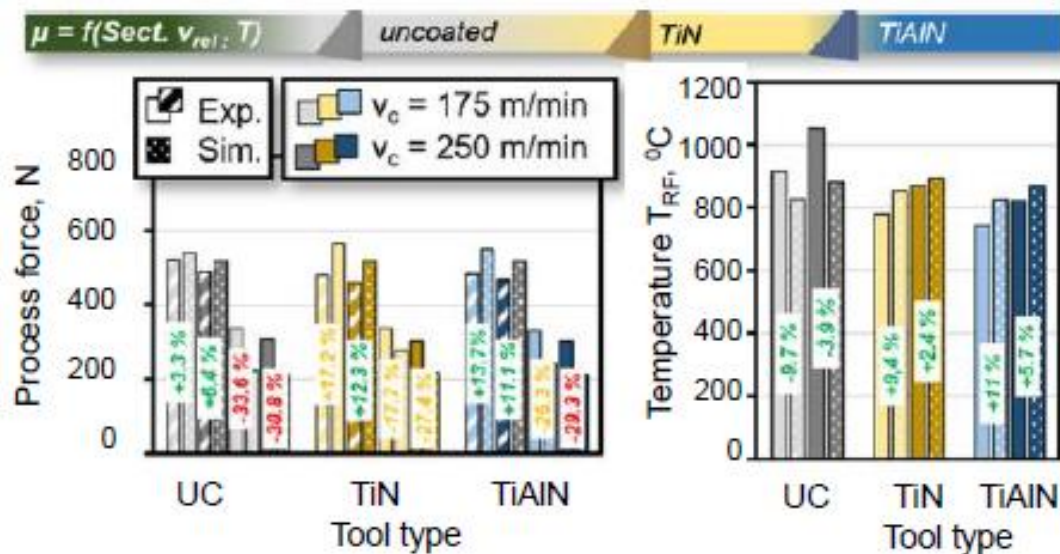 μ = f(Sect. v_rel; T) uncoated TiN TiAlN
Exp.
Sim.
v_c = 175 m/min
v_c = 250 m/min
Process force, N
800
600
400
200
0
+3.3 %
+6.4 %
-33.6 %
-30.8 %
+17.2 %
+12.3 %
-17.7 %
-27.4 %
+13,7%
+11.1 %
-25.3 %
-29.3 %
UC TiN TiAlN
Tool type
Temperature T_RF, ⁰C
1200
1000
800
600
400
200
0
-9.7 %
-3.9 %
+9,4 %
+2.4 %
+11 %
+5.7 %
UC TiN TiAlN
Tool type